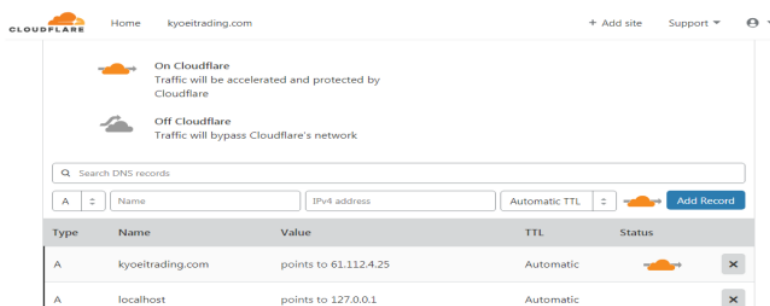 CLOUDFLARE Home kyoeitrading.com + Add site Support
On Cloudflare
Traffic will be accelerated and protected by
Cloudflare
Off Cloudflare
Traffic will bypass Cloudflare's network
Search DNS records
A Name IPv4 address Automatic TTL Add Record
Type Name Value TTL Status
A kyoeitrading.com points to 61.112.4.25 Automatic
A localhost points to 127.0.0.1 Automatic